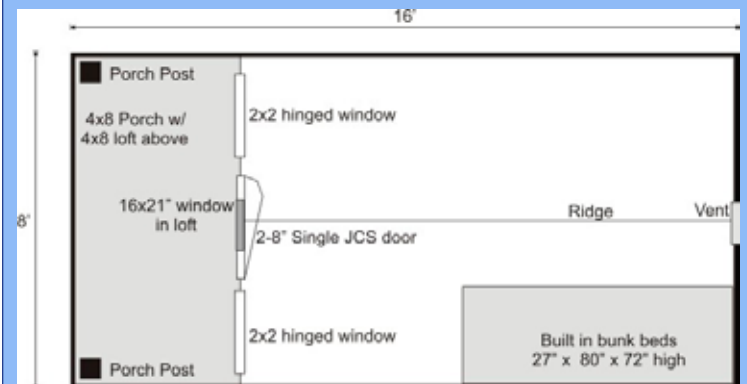 16'
Porch Post
4x8 Porch w/
4x8 loft above
2x2 hinged window
16x21" window
in loft
8'
Ridge
Vent
2-8" Single JCS door
2x2 hinged window
Built in bunk beds
27" x 80" x 72" high
Porch Post